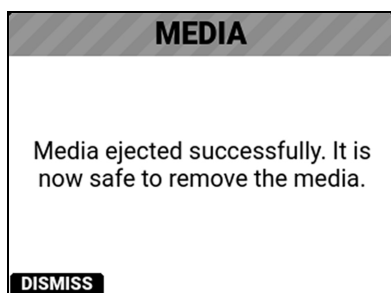 MEDIA
Media ejected successfully. It is
now safe to remove the media.
DISMISS